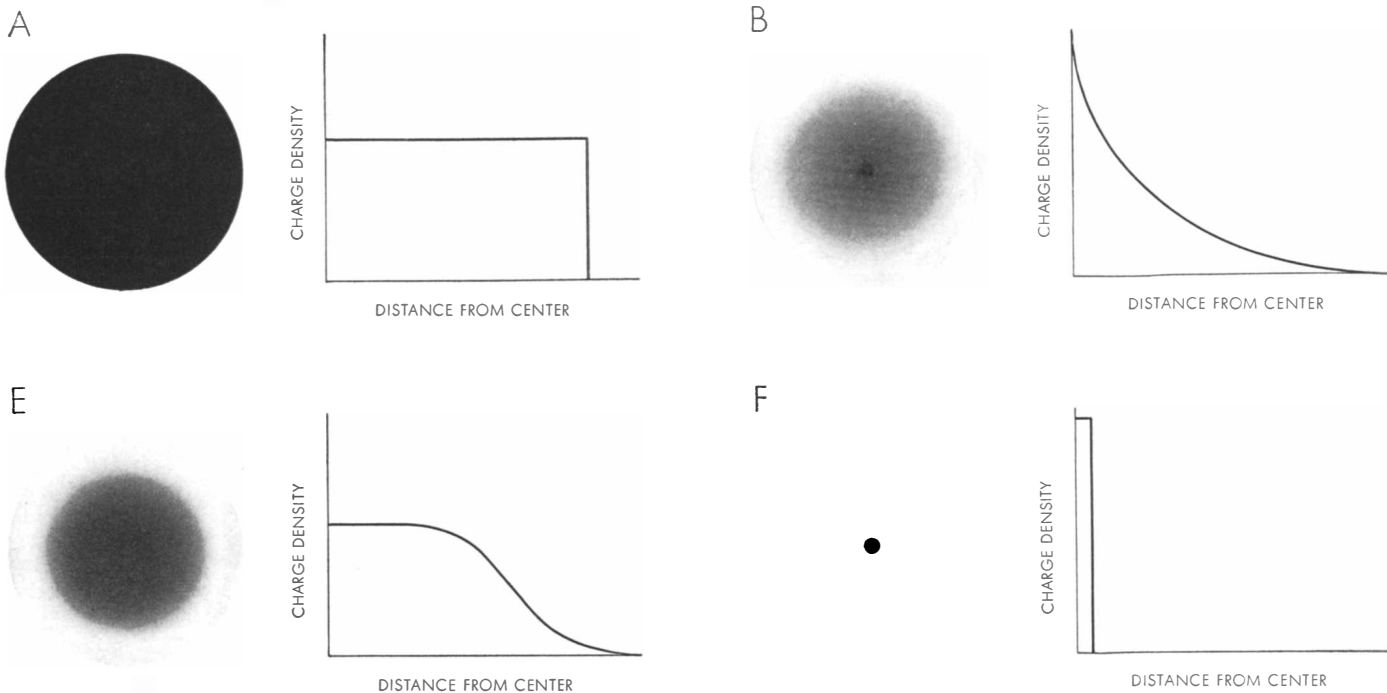 A
CHARGE DENSITY
DISTANCE FROM CENTER
B
CHARGE DENSITY
DISTANCE FROM CENTER
E
CHARGE DENSITY
DISTANCE FROM CENTER
F
CHARGE DENSITY
DISTANCE FROM CENTER